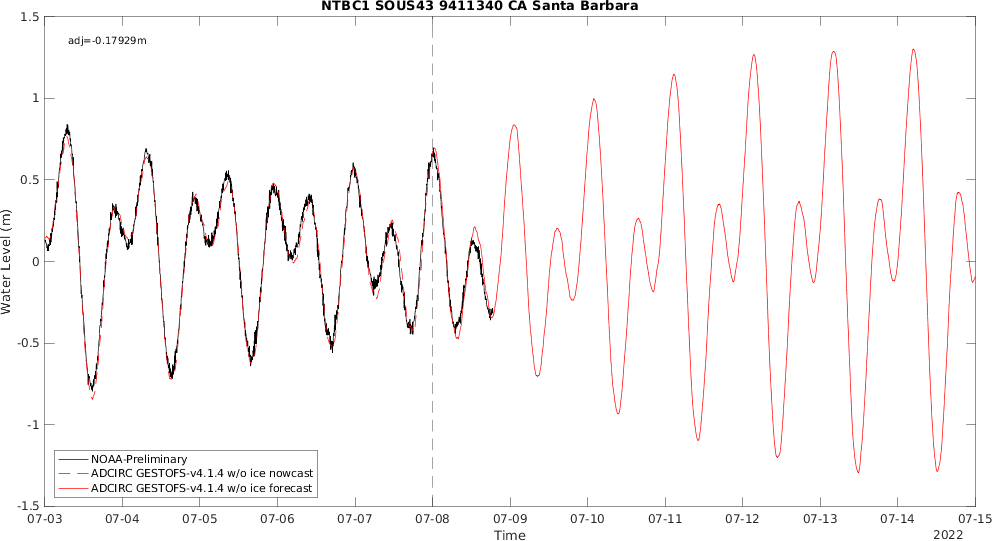 NTBC1 SOUS43 9411340 CA Santa Barbara
adj=-0.17929m
1.5
1
0.5
0
-0.5
-1
-1.5
Water Level (m)
NOAA-Preliminary
ADCIRC GESTOFS-v4.1.4 w/o ice nowcast
ADCIRC GESTOFS-v4.1.4 w/o ice forecast
07-03 07-04 07-05 07-06 07-07 07-08 07-09 07-10 07-11 07-12 07-13 07-14 07-15
Time
2022